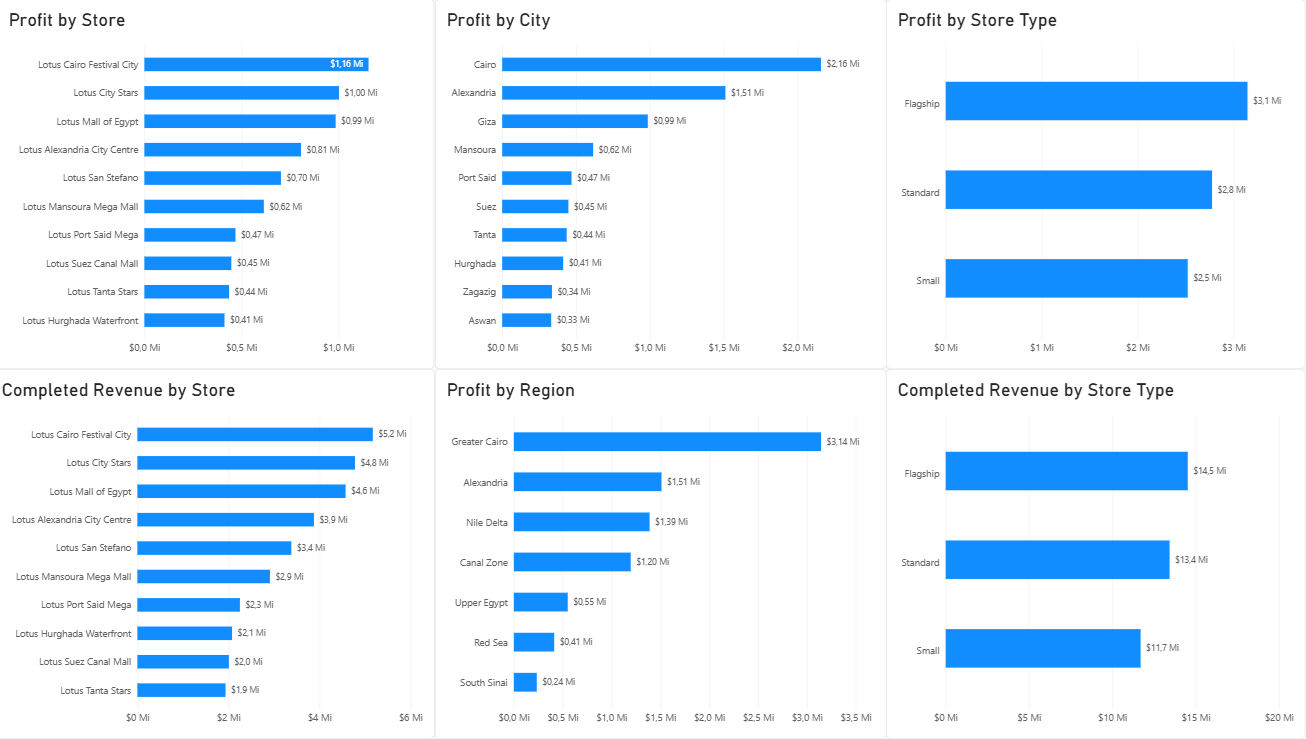 Profit by Store
Lotus Cairo Festival City $1,16 Mi
Lotus City Stars $1,00 Mi
Lotus Mall of Egypt $0,99 Mi
Lotus Alexandria City Centre $0,81 Mi
Lotus San Stefano $0,70 Mi
Lotus Mansoura Mega Mall $0,62 Mi
Lotus Port Said Mega $0,47 Mi
Lotus Suez Canal Mall $0,45 Mi
Lotus Tanta Stars $0,44 Mi
Lotus Hurghada Waterfront $0,41 Mi
$0,0 Mi $0,5 Mi $1,0 Mi
Profit by City
Cairo $2,16 Mi
Alexandria $1,51 Mi
Giza $0,99 Mi
Mansoura $0,62 Mi
Port Said $0,47 Mi
Suez $0,45 Mi
Tanta $0,44 Mi
Hurghada $0,41 Mi
Zagazig $0,34 Mi
Aswan $0,33 Mi
$0,0 Mi $0,5 Mi $1,0 Mi $1,5 Mi $2,0 Mi
Profit by Store Type
Flagship $3,1 Mi
Standard $2,8 Mi
Small $2,5 Mi
$0 Mi $1 Mi $2 Mi $3 Mi
Completed Revenue by Store
Lotus Cairo Festival City $5,2 Mi
Lotus City Stars $4,8 Mi
Lotus Mall of Egypt $4,6 Mi
Lotus Alexandria City Centre $3,9 Mi
Lotus San Stefano $3,4 Mi
Lotus Mansoura Mega Mall $2,9 Mi
Lotus Port Said Mega $2,3 Mi
Lotus Hurghada Waterfront $2,1 Mi
Lotus Suez Canal Mall $2,0 Mi
Lotus Tanta Stars $1,9 Mi
$0 Mi $2 Mi $4 Mi $6 Mi
Profit by Region
Greater Cairo $3,14 Mi
Alexandria $1,51 Mi
Nile Delta $1,39 Mi
Canal Zone $1,20 Mi
Upper Egypt $0,55 Mi
Red Sea $0,41 Mi
South Sinai $0,24 Mi
$0,0 Mi $0,5 Mi $1,0 Mi $1,5 Mi $2,0 Mi $2,5 Mi $3,0 Mi $3,5 Mi
Completed Revenue by Store Type
Flagship $14,5 Mi
Standard $13,4 Mi
Small $11,7 Mi
$0 Mi $5 Mi $10 Mi $15 Mi $20 Mi